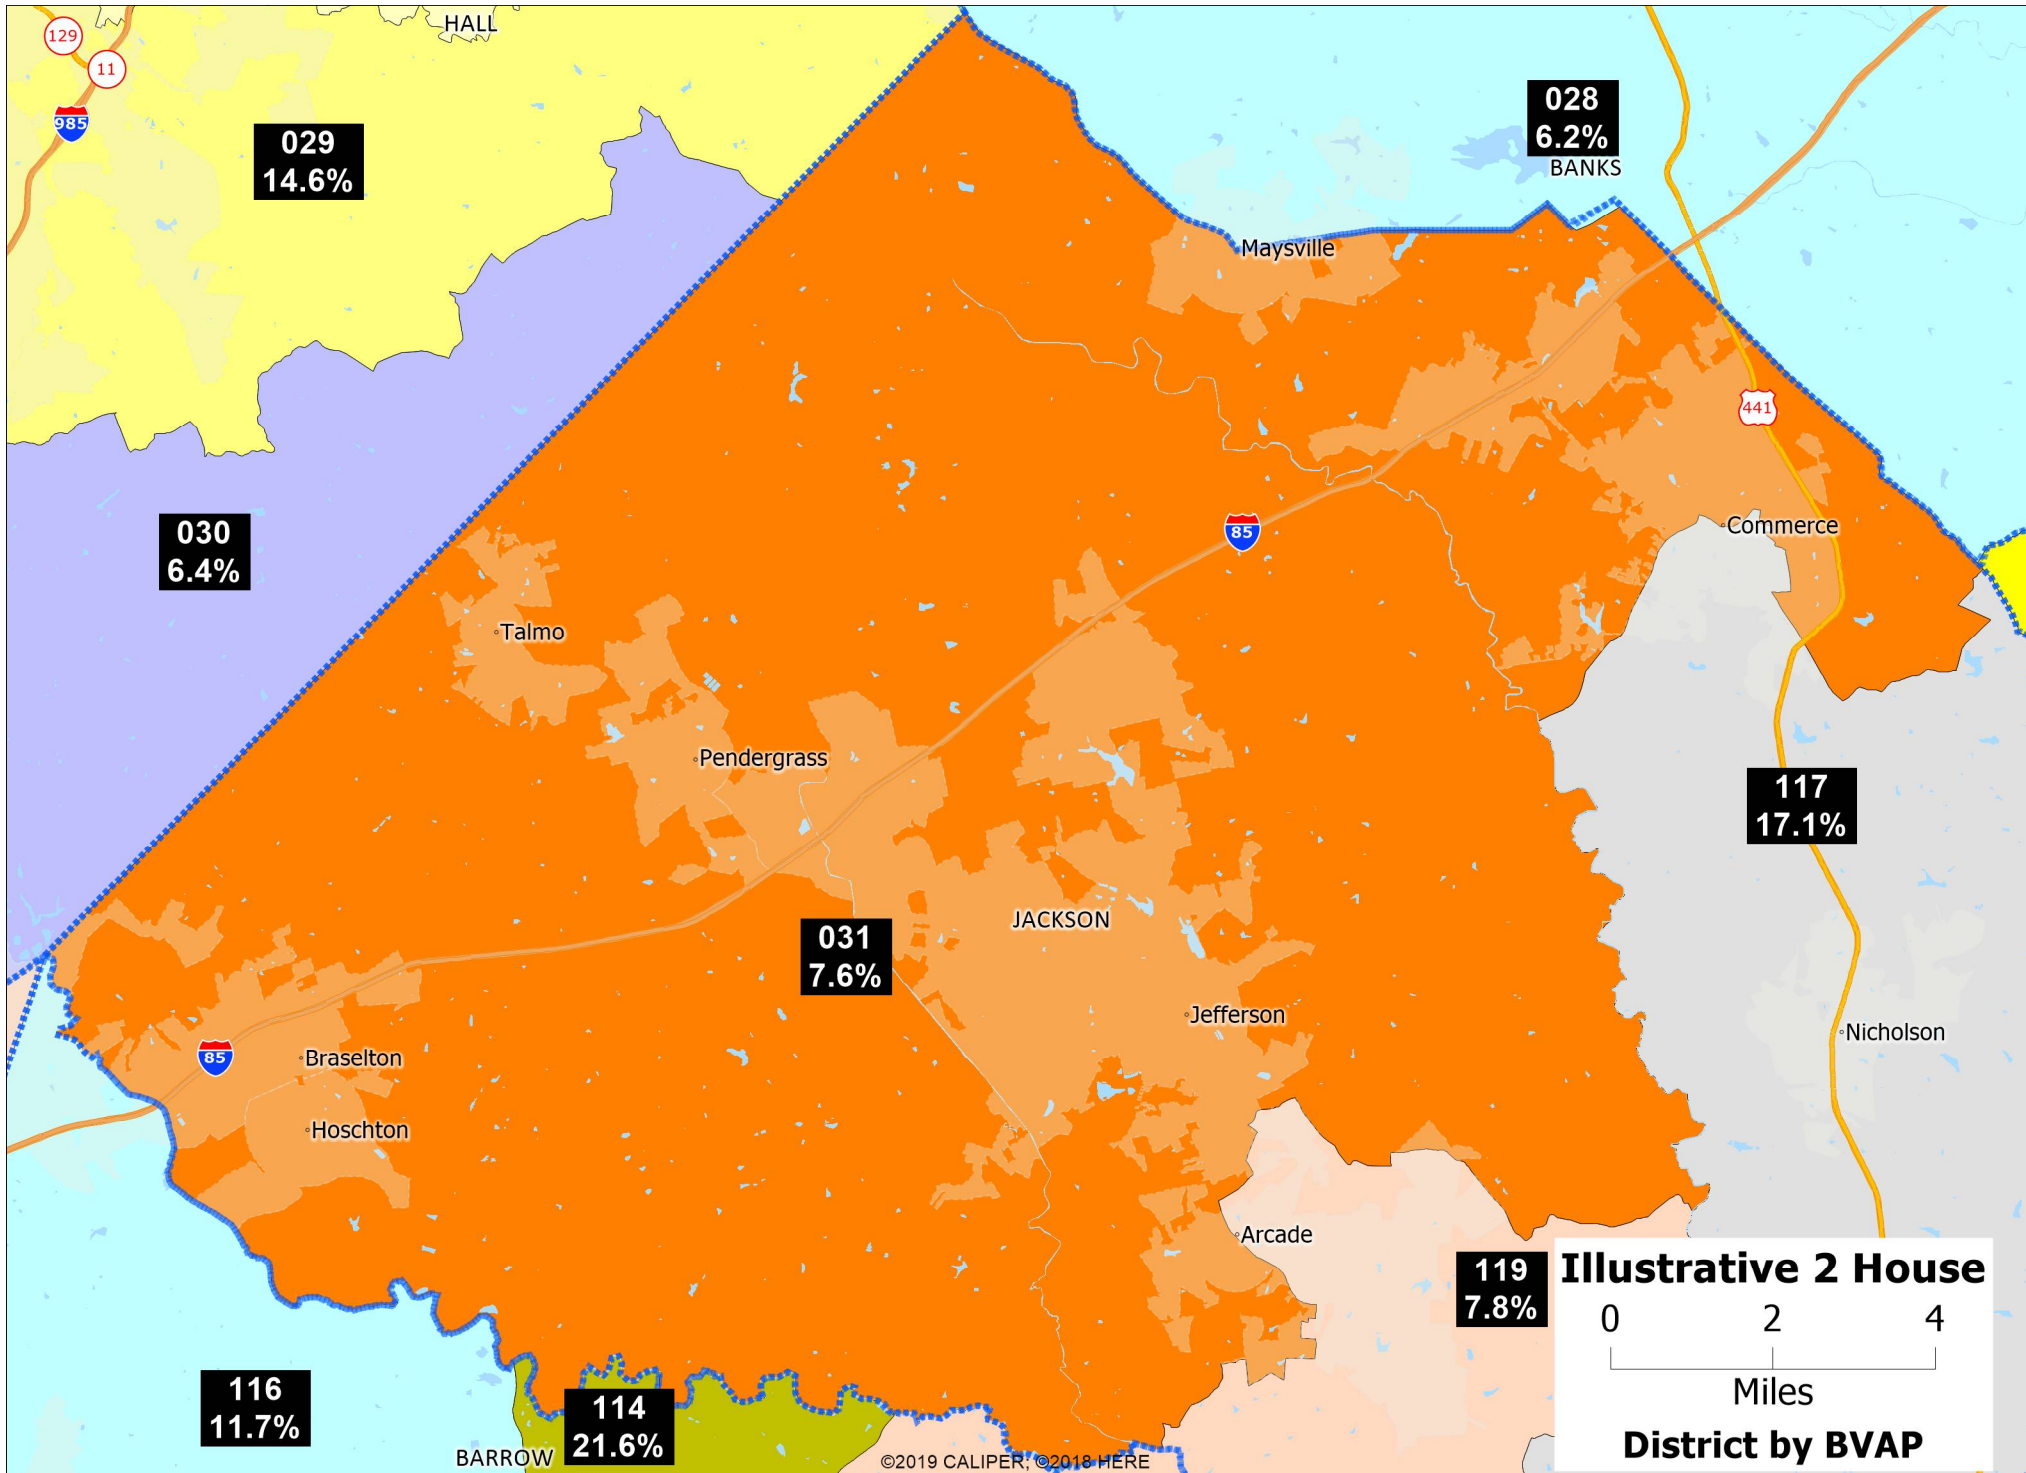 HALL
129
11
985
029
14.6%
028
6.2%
BANKS
Maysville
441
030
6.4%
85
Commerce
Talmo
Pendergrass
117
17.1%
JACKSON
031
7.6%
Jefferson
Nicholson
85
Braselton
Hoschton
Arcade
119
7.8%
Illustrative 2 House
0 2 4
Miles
District by BVAP
116
11.7%
114
21.6%
BARROW
©2019 CALIPER; ©2018 HERE